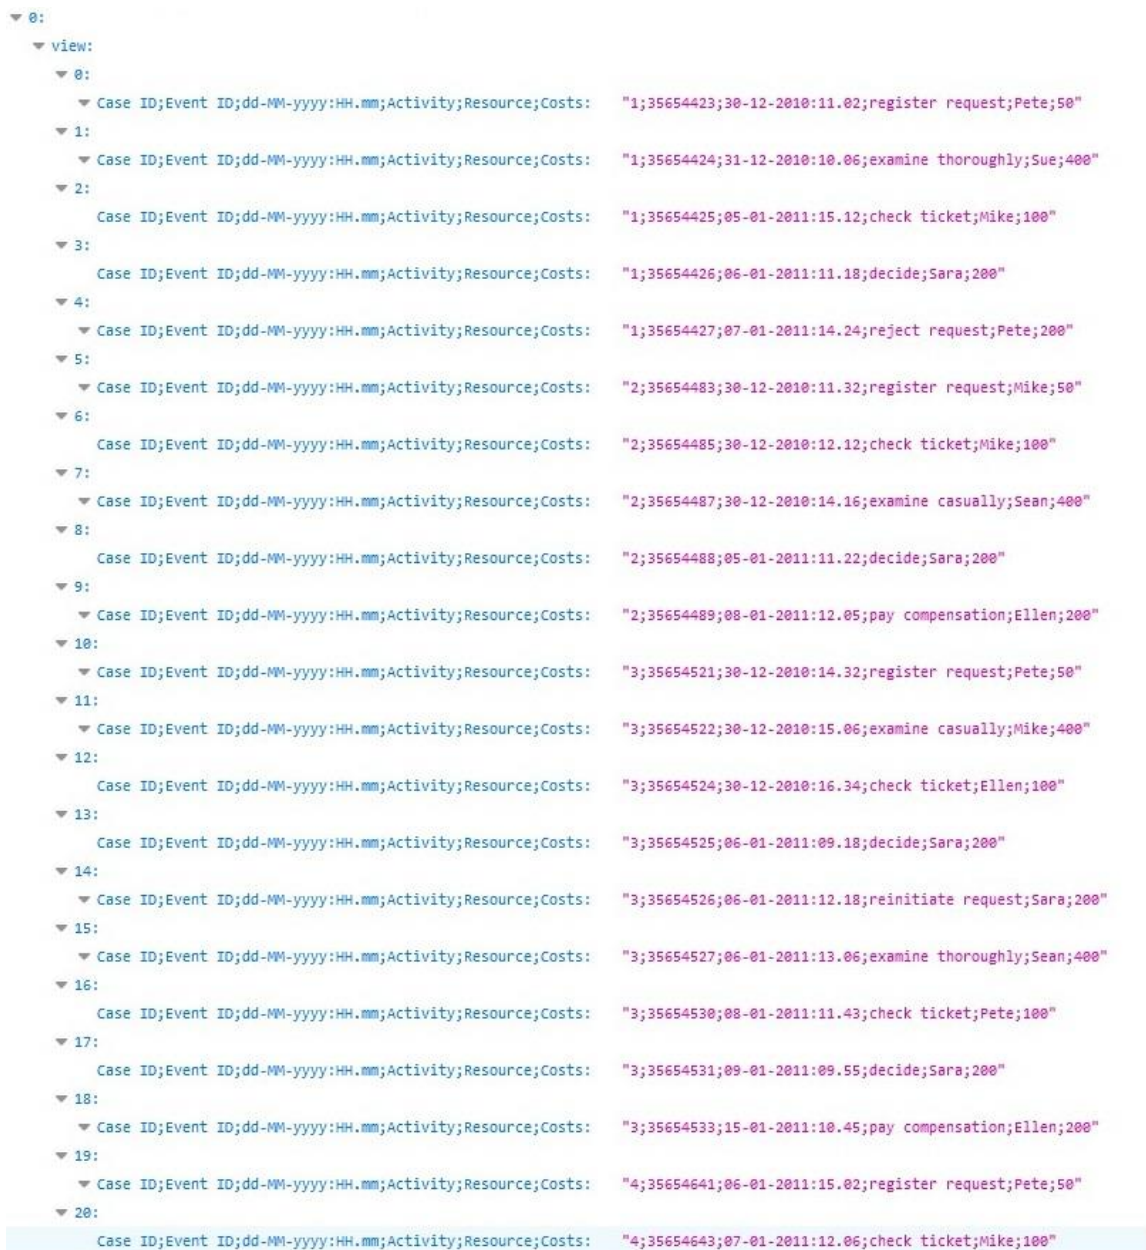 0:
view:
0:
Case ID;Event ID;dd-MM-yyyy:HH.mm;Activity;Resource;Costs: "1;35654423;30-12-2010:11.02;register request;Pete;50"
1:
Case ID;Event ID;dd-MM-yyyy:HH.mm;Activity;Resource;Costs: "1;35654424;31-12-2010:10.06;examine thoroughly;Sue;400"
2:
Case ID;Event ID;dd-MM-yyyy:HH.mm;Activity;Resource;Costs: "1;35654425;05-01-2011:15.12;check ticket;Mike;100"
3:
Case ID;Event ID;dd-MM-yyyy:HH.mm;Activity;Resource;Costs: "1;35654426;06-01-2011:11.18;decide;Sara;200"
4:
Case ID;Event ID;dd-MM-yyyy:HH.mm;Activity;Resource;Costs: "1;35654427;07-01-2011:14.24;reject request;Pete;200"
5:
Case ID;Event ID;dd-MM-yyyy:HH.mm;Activity;Resource;Costs: "2;35654483;30-12-2010:11.32;register request;Mike;50"
6:
Case ID;Event ID;dd-MM-yyyy:HH.mm;Activity;Resource;Costs: "2;35654485;30-12-2010:12.12;check ticket;Mike;100"
7:
Case ID;Event ID;dd-MM-yyyy:HH.mm;Activity;Resource;Costs: "2;35654487;30-12-2010:14.16;examine casually;Sean;400"
8:
Case ID;Event ID;dd-MM-yyyy:HH.mm;Activity;Resource;Costs: "2;35654488;05-01-2011:11.22;decide;Sara;200"
9:
Case ID;Event ID;dd-MM-yyyy:HH.mm;Activity;Resource;Costs: "2;35654489;08-01-2011:12.05;pay compensation;Ellen;200"
10:
Case ID;Event ID;dd-MM-yyyy:HH.mm;Activity;Resource;Costs: "3;35654521;30-12-2010:14.32;register request;Pete;50"
11:
Case ID;Event ID;dd-MM-yyyy:HH.mm;Activity;Resource;Costs: "3;35654522;30-12-2010:15.06;examine casually;Mike;400"
12:
Case ID;Event ID;dd-MM-yyyy:HH.mm;Activity;Resource;Costs: "3;35654524;30-12-2010:16.34;check ticket;Ellen;100"
13:
Case ID;Event ID;dd-MM-yyyy:HH.mm;Activity;Resource;Costs: "3;35654525;06-01-2011:09.18;decide;Sara;200"
14:
Case ID;Event ID;dd-MM-yyyy:HH.mm;Activity;Resource;Costs: "3;35654526;06-01-2011:12.18;reinitiate request;Sara;200"
15:
Case ID;Event ID;dd-MM-yyyy:HH.mm;Activity;Resource;Costs: "3;35654527;06-01-2011:13.06;examine thoroughly;Sean;400"
16:
Case ID;Event ID;dd-MM-yyyy:HH.mm;Activity;Resource;Costs: "3;35654530;08-01-2011:11.43;check ticket;Pete;100"
17:
Case ID;Event ID;dd-MM-yyyy:HH.mm;Activity;Resource;Costs: "3;35654531;09-01-2011:09.55;decide;Sara;200"
18:
Case ID;Event ID;dd-MM-yyyy:HH.mm;Activity;Resource;Costs: "3;35654533;15-01-2011:10.45;pay compensation;Ellen;200"
19:
Case ID;Event ID;dd-MM-yyyy:HH.mm;Activity;Resource;Costs: "4;35654641;06-01-2011:15.02;register request;Pete;50"
20:
Case ID;Event ID;dd-MM-yyyy:HH.mm;Activity;Resource;Costs: "4;35654643;07-01-2011:12.06;check ticket;Mike;100"